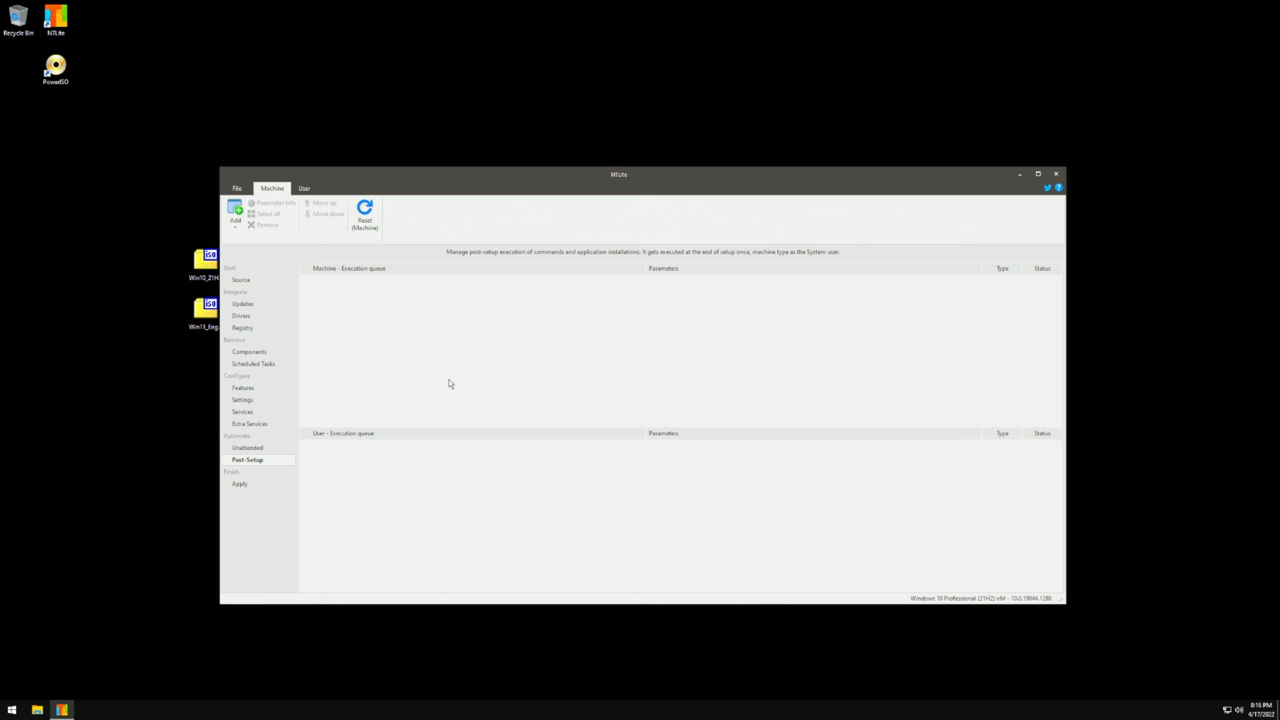 Recycle Bin
NTLite
PowerISO
Win10_21H
Win11_Eng
NTLite
File
Machine
User
Add
Parameter Info
Select all
Remove
Move up
Move down
Reset
(Machine)
Manage post-setup execution of commands and application installations. It gets executed at the end of setup once, machine type as the System user.
Start
Source
Integrate
Updates
Drivers
Registry
Remove
Components
Scheduled Tasks
Configure
Features
Settings
Services
Extra Services
Automate
Unattended
Post-Setup
Finish
Apply
Machine - Execution queue Parameters Type Status
User - Execution queue Parameters Type Status
Windows 10 Professional (21H2) x64 - 10.0.19044.1288
8:16 PM
4/17/2022